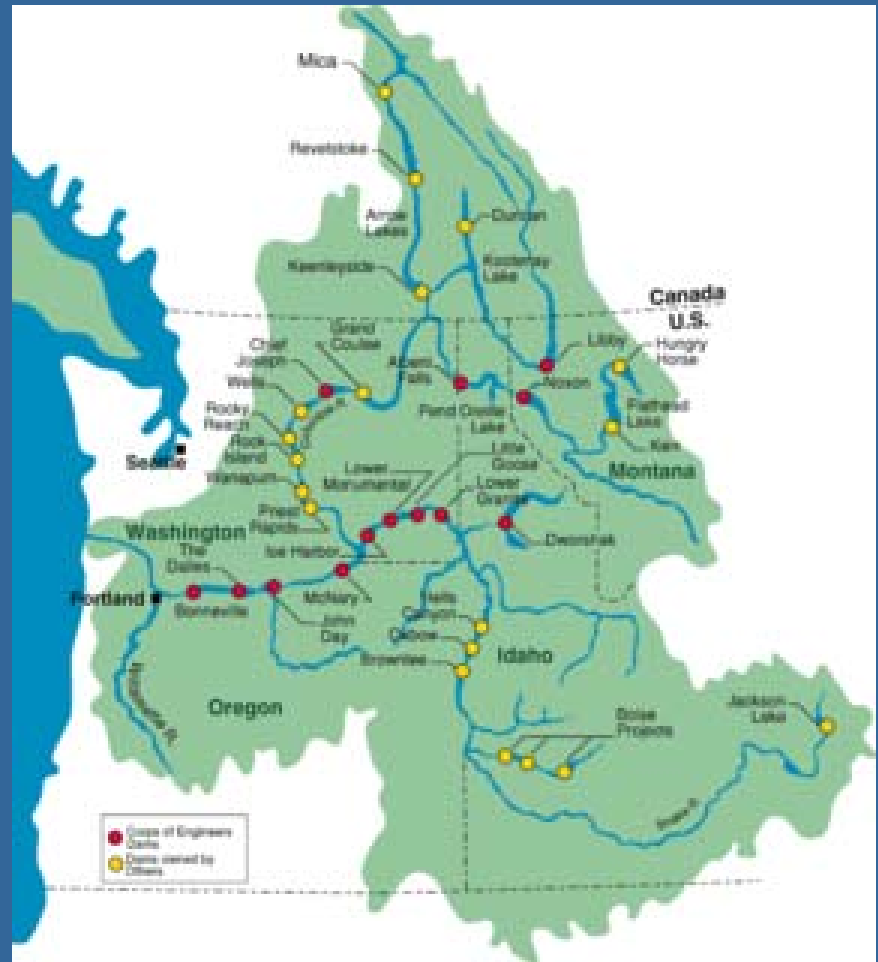 Mica
Revelstoke
Arrow
Lakes
Duncan
Keenleyside
Kootenay
Lake
Canada
U.S.
Grand
Coulee
Chief
Joseph
Albeni
Falls
Libby
Hungry
Horse
Wells
Noxon
Rocky
Reach
Columbia R.
Pend Oreille
Lake
Flathead
Lake
Rock
Island
Kerr
Seattle
Little
Goose
Wanapum
Lower
Monumental
Lower
Granite
Montana
Priest
Rapids
Washington
Ice Harbor
Dworshak
The
Dalles
Portland
Bonneville
McNary
Hells
Canyon
John
Day
Oxbow
Brownlee
Idaho
Willamette R.
Oregon
Boise
Projects
Jackson
Lake
Snake R.
Corps of Engineers
Dams
Dams owned by
Others